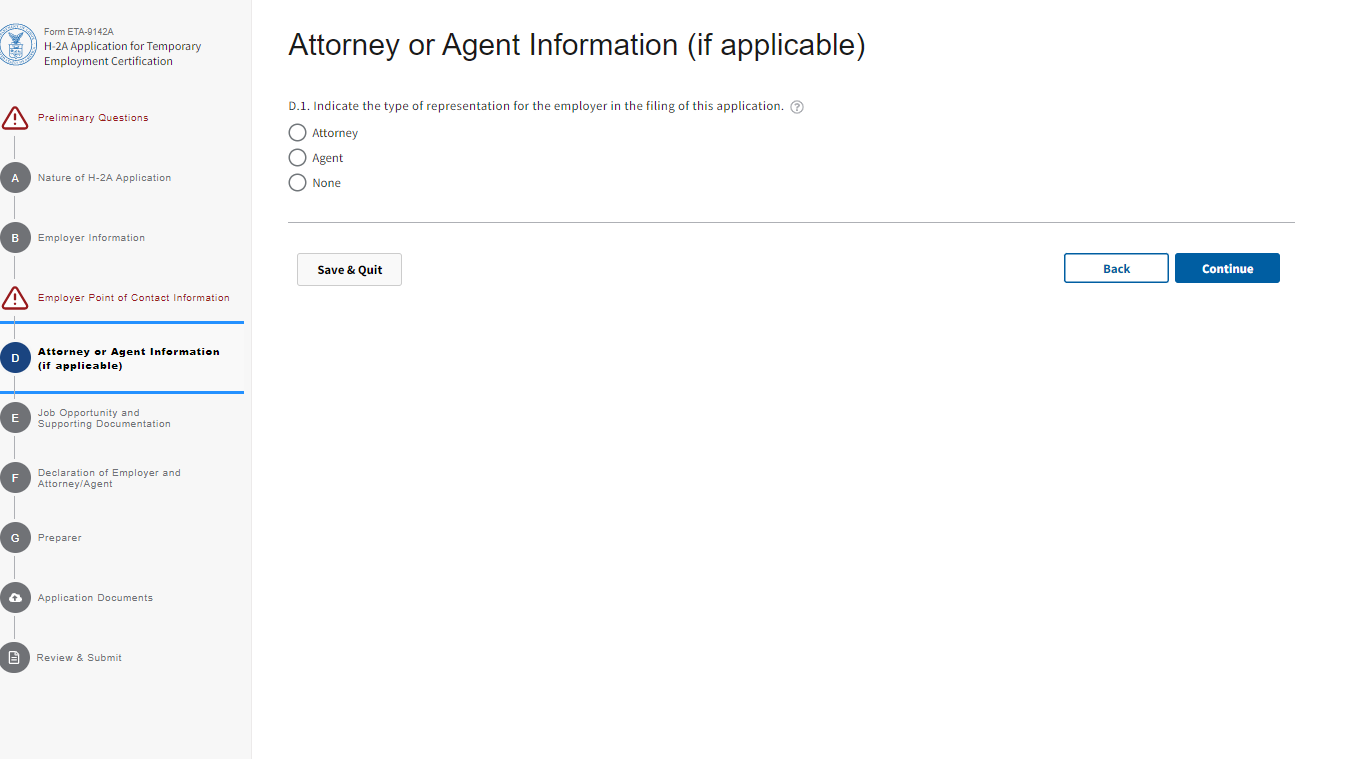 Form ETA-9142A
H-2A Application for Temporary
Employment Certification
Preliminary Questions
A
Nature of H-2A Application
B
Employer Information
Employer Point of Contact Information
D
Attorney or Agent Information
(if applicable)
E
Job Opportunity and
Supporting Documentation
F
Declaration of Employer and
Attorney/Agent
G
Preparer
Application Documents
Review & Submit
Attorney or Agent Information (if applicable)
D.1. Indicate the type of representation for the employer in the filing of this application. ?
Attorney
Agent
None
Save & Quit
Back
Continue